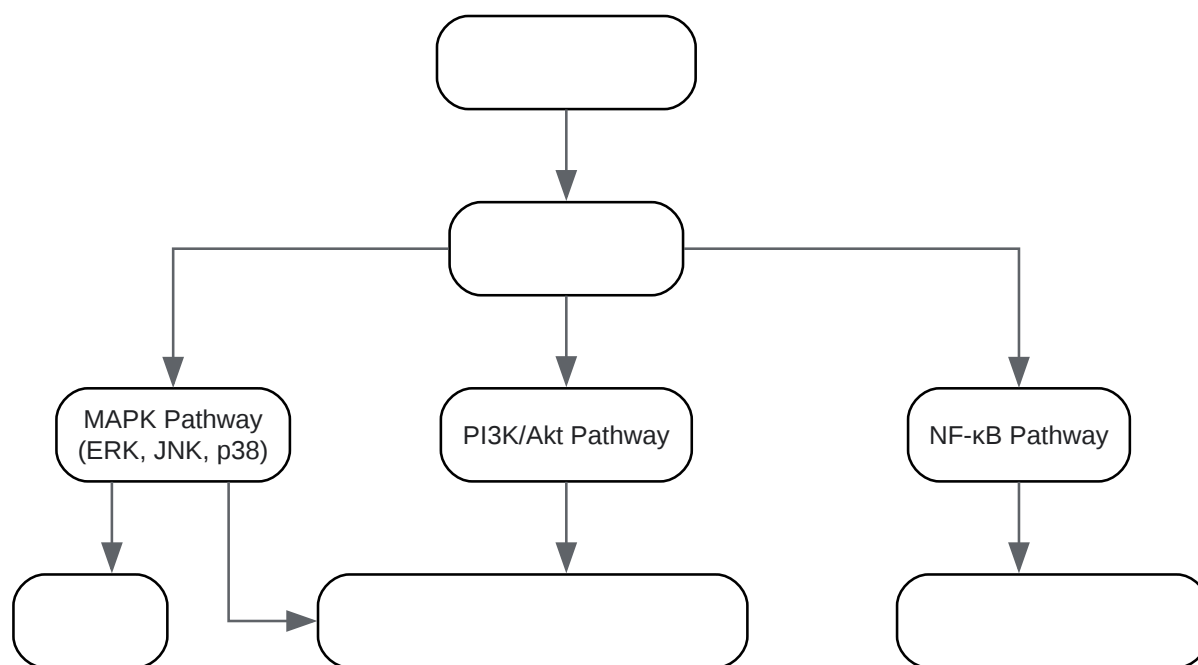 MAPK Pathway
(ERK, JNK, p38)
PI3K/Akt Pathway
NF-κB Pathway